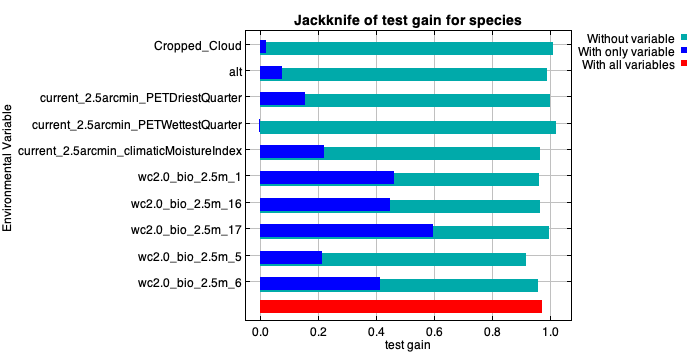 Jackknife of test gain for species
Without variable
With only variable
With all variables
Environmental Variable
Cropped_Cloud
alt
current_2.5arcmin_PETDriestQuarter
current_2.5arcmin_PETWettestQuarter
current_2.5arcmin_climaticMoistureIndex
wc2.0_bio_2.5m_1
wc2.0_bio_2.5m_16
wc2.0_bio_2.5m_17
wc2.0_bio_2.5m_5
wc2.0_bio_2.5m_6
0.0 0.2 0.4 0.6 0.8 1.0
test gain